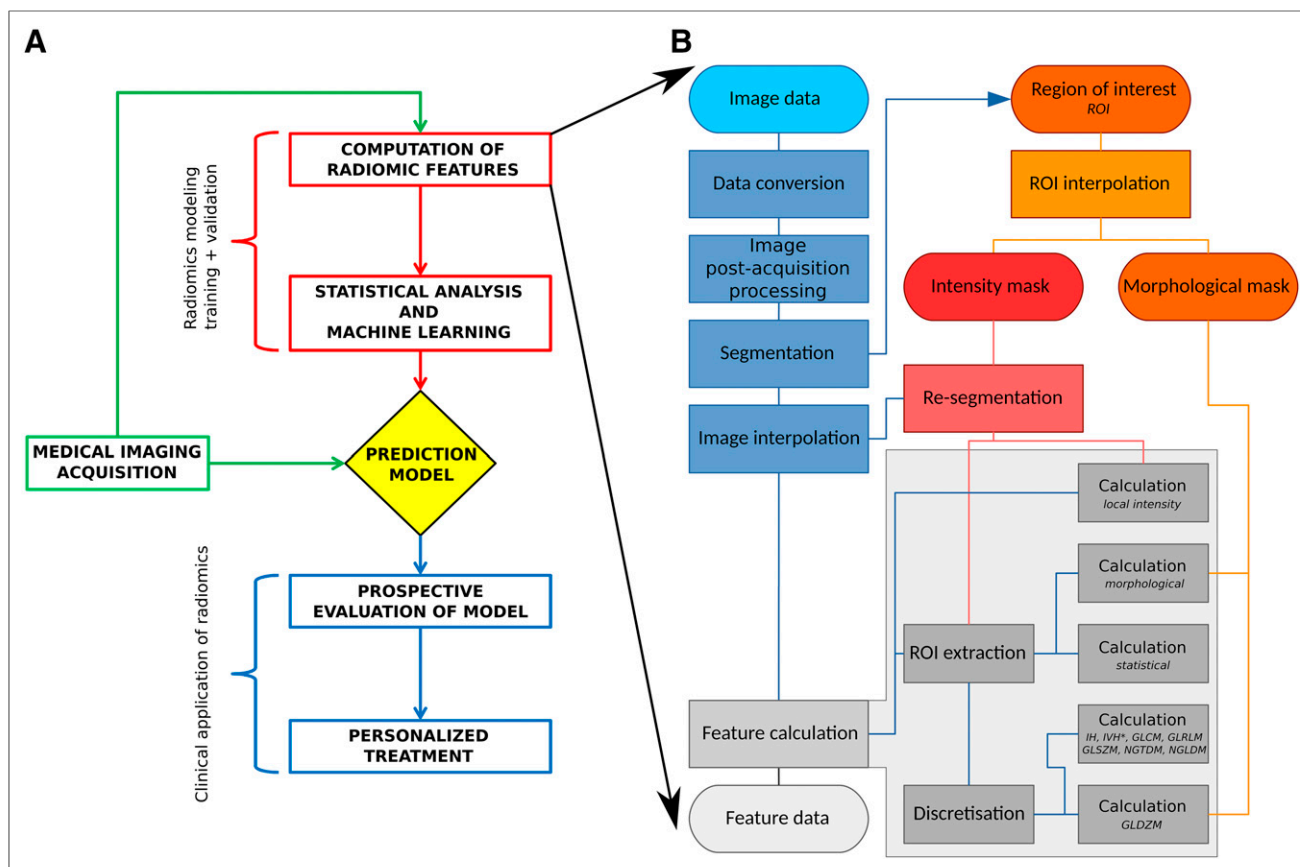 A
COMPUTATION OF
RADIOMIC FEATURES
Radiomics modeling
training + validation
STATISTICAL ANALYSIS
AND
MACHINE LEARNING
MEDICAL IMAGING
ACQUISITION
PREDICTION
MODEL
Clinical application of radiomics
PROSPECTIVE
EVALUATION OF MODEL
PERSONALIZED
TREATMENT
B
Image data
Data conversion
Image
post-acquisition
processing
Segmentation
Image interpolation
Feature calculation
Feature data
Region of interest
ROI
ROI interpolation
Intensity mask
Morphological mask
Re-segmentation
Calculation
local intensity
Calculation
morphological
ROI extraction
Calculation
statistical
Calculation
IH, IVH*, GLCM, GLRLM
GLSZM, NGTDM, NGLDM
Discretisation
Calculation
GLDZM